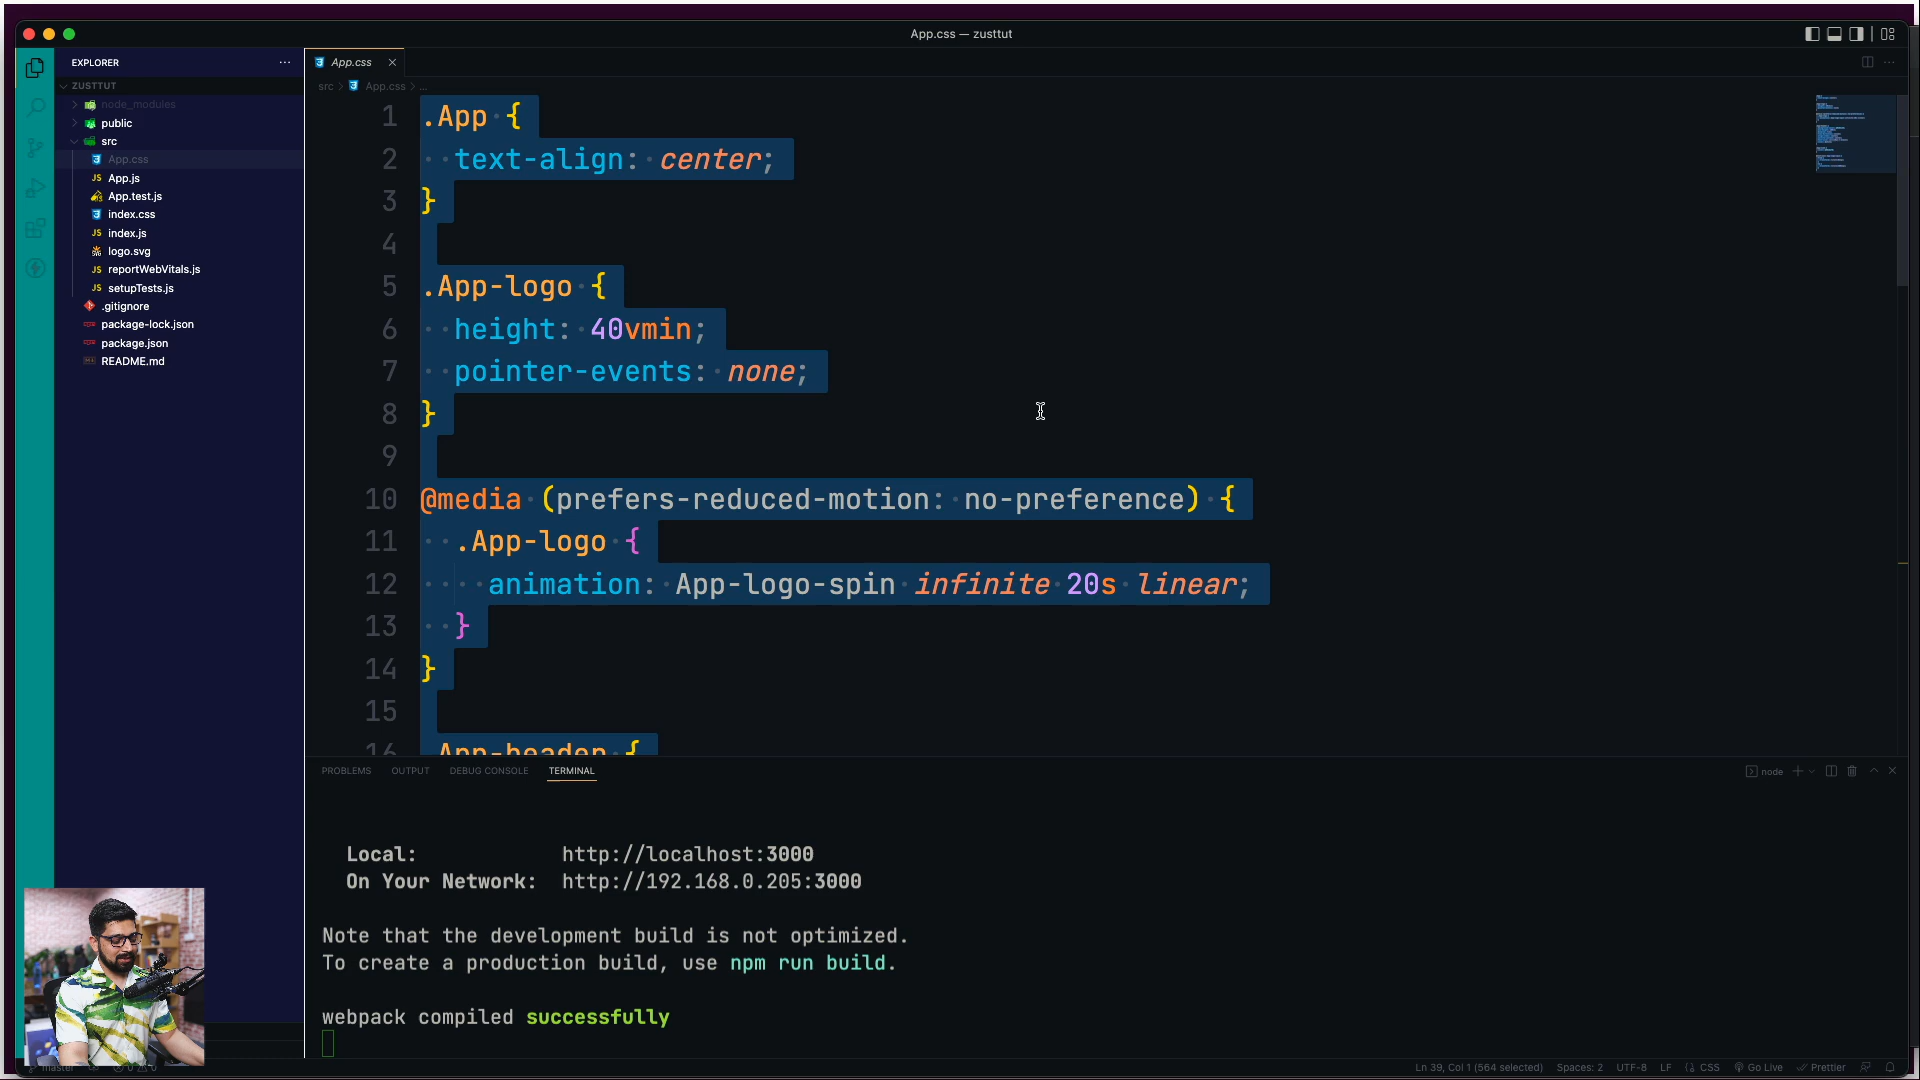 App.css — zusttut
EXPLORER
ZUSTTUT
node_modules
public
src
App.css
App.js
App.test.js
index.css
index.js
logo.svg
reportWebVitals.js
setupTests.js
.gitignore
package-lock.json
package.json
README.md
App.css
src > App.css > ...
1 .App {
2 text-align: center;
3 }
4
5 .App-logo {
6 height: 40vmin;
7 pointer-events: none;
8 }
9
10 @media (prefers-reduced-motion: no-preference) {
11 .App-logo {
12 animation: App-logo-spin infinite 20s linear;
13 }
14 }
15
16 .App-header {
PROBLEMS OUTPUT DEBUG CONSOLE TERMINAL
node
Local: http://localhost:3000
On Your Network: http://192.168.0.205:3000
Note that the development build is not optimized.
To create a production build, use npm run build.
webpack compiled successfully
master 0 0
Ln 39, Col 1 (564 selected) Spaces: 2 UTF-8 LF CSS Go Live Prettier